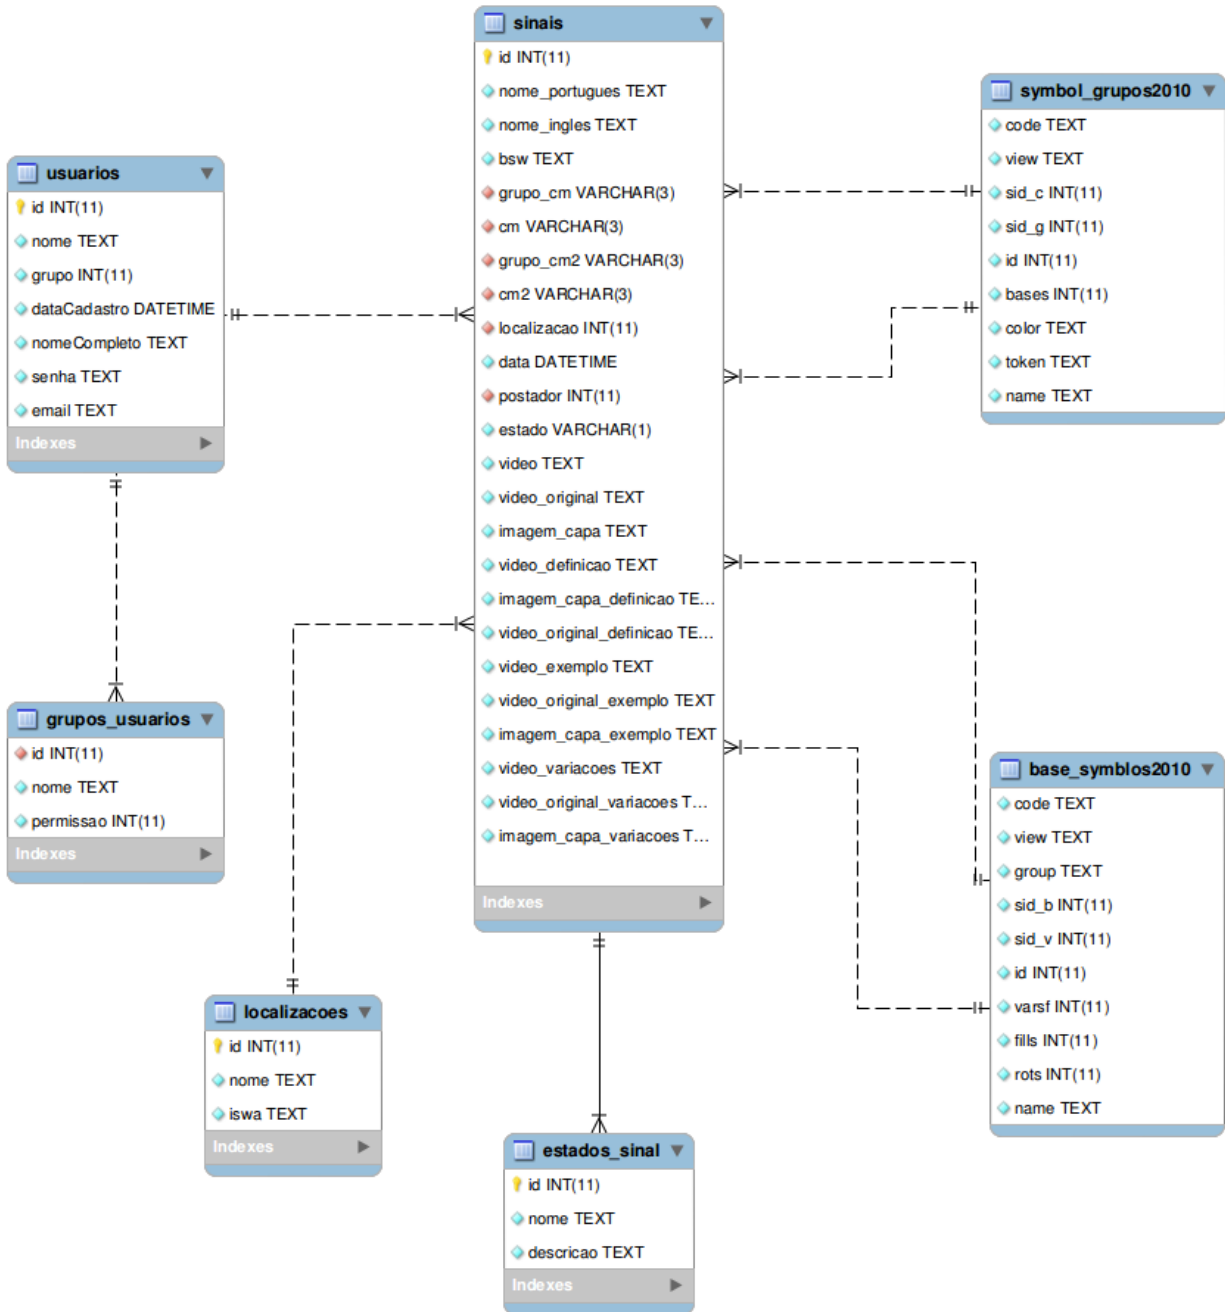 sinais
id INT(11)
nome_portugues TEXT
nome_ingles TEXT
bsw TEXT
grupo_cm VARCHAR(3)
cm VARCHAR(3)
grupo_cm2 VARCHAR(3)
cm2 VARCHAR(3)
localizacao INT(11)
data DATETIME
postador INT(11)
estado VARCHAR(1)
video TEXT
video_original TEXT
imagem_capa TEXT
video_definicao TEXT
imagem_capa_definicao TE...
video_original_definicao TE...
video_exemplo TEXT
video_original_exemplo TEXT
imagem_capa_exemplo TEXT
video_variacoes TEXT
video_original_variacoes T...
imagem_capa_variacoes T...
Indexes
symbol_grupos2010
code TEXT
view TEXT
sid_c INT(11)
sid_g INT(11)
id INT(11)
bases INT(11)
color TEXT
token TEXT
name TEXT
usuarios
id INT(11)
nome TEXT
grupo INT(11)
dataCadastro DATETIME
nomeCompleto TEXT
senha TEXT
email TEXT
Indexes
grupos_usuarios
id INT(11)
nome TEXT
permissao INT(11)
Indexes
base_symblos2010
code TEXT
view TEXT
group TEXT
sid_b INT(11)
sid_v INT(11)
id INT(11)
varsf INT(11)
fills INT(11)
rots INT(11)
name TEXT
localizacoes
id INT(11)
nome TEXT
iswa TEXT
Indexes
estados_sinal
id INT(11)
nome TEXT
descricao TEXT
Indexes